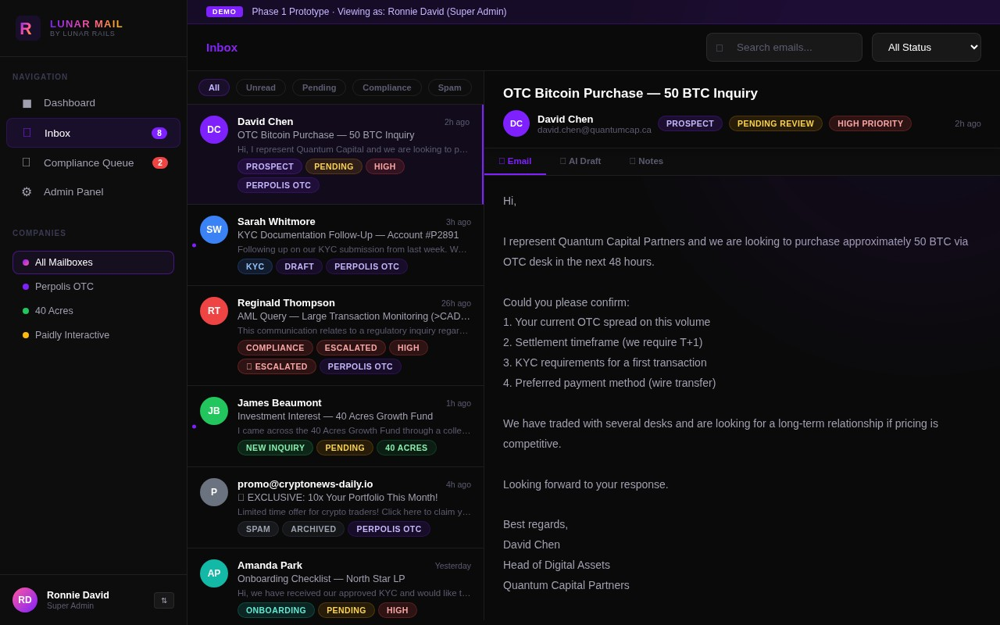 R
LUNAR MAIL
BY LUNAR RAILS
NAVIGATION
Dashboard
Inbox 8
Compliance Queue 2
Admin Panel
COMPANIES
All Mailboxes
Perpolis OTC
40 Acres
Paidly Interactive
RD
Ronnie David
Super Admin
DEMO Phase 1 Prototype · Viewing as: Ronnie David (Super Admin)
Inbox
Search emails...
All Status
All Unread Pending Compliance Spam
DC
David Chen 2h ago
OTC Bitcoin Purchase — 50 BTC Inquiry
Hi, I represent Quantum Capital and we are looking to p…
PROSPECT PENDING HIGH
PERPOLIS OTC
SW
Sarah Whitmore 3h ago
KYC Documentation Follow-Up — Account #P2891
Following up on our KYC submission from last week. W…
KYC DRAFT PERPOLIS OTC
RT
Reginald Thompson 26h ago
AML Query — Large Transaction Monitoring (>CAD…
This communication relates to a regulatory inquiry regar…
COMPLIANCE ESCALATED HIGH
ESCALATED PERPOLIS OTC
JB
James Beaumont 1h ago
Investment Interest — 40 Acres Growth Fund
I came across the 40 Acres Growth Fund through a colle…
NEW INQUIRY PENDING 40 ACRES
P
promo@cryptonews-daily.io 4h ago
EXCLUSIVE: 10x Your Portfolio This Month!
Limited time offer for crypto traders! Click here to claim y…
SPAM ARCHIVED PERPOLIS OTC
AP
Amanda Park Yesterday
Onboarding Checklist — North Star LP
Hi, we have received our approved KYC and would like t…
ONBOARDING PENDING HIGH
OTC Bitcoin Purchase — 50 BTC Inquiry
DC
David Chen
david.chen@quantumcap.ca
PROSPECT PENDING REVIEW HIGH PRIORITY 2h ago
Email AI Draft Notes
Hi,
I represent Quantum Capital Partners and we are looking to purchase approximately 50 BTC via
OTC desk in the next 48 hours.
Could you please confirm:
1. Your current OTC spread on this volume
2. Settlement timeframe (we require T+1)
3. KYC requirements for a first transaction
4. Preferred payment method (wire transfer)
We have traded with several desks and are looking for a long-term relationship if pricing is
competitive.
Looking forward to your response.
Best regards,
David Chen
Head of Digital Assets
Quantum Capital Partners